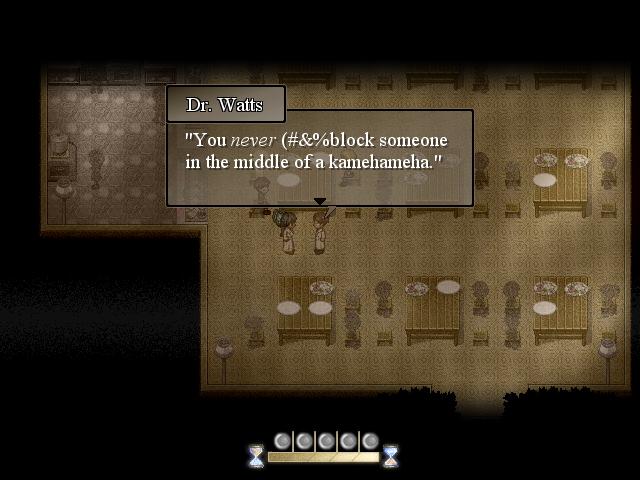 Dr. Watts
"You never (#&%block someone
in the middle of a kamehameha."